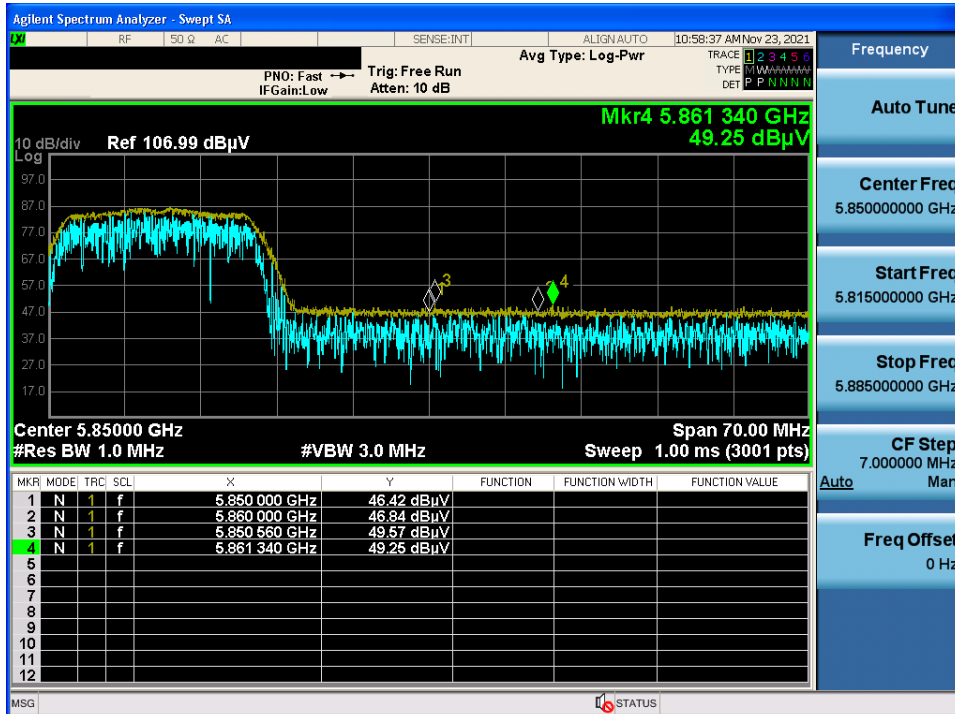 Agilent Spectrum Analyzer - Swept SA
LXI RF 50 Ω AC SENSE:INT ALIGN AUTO 10:58:37 AM Nov 23, 2021
PNO: Fast Trig: Free Run Avg Type: Log-Pwr TRACE 1 2 3 4 5 6
IFGain:Low Atten: 10 dB TYPE M W W W W W
DET P P N N N N
Mkr4 5.861 340 GHz
49.25 dBµV
10 dB/div Ref 106.99 dBµV
Log
97.0
87.0
77.0
67.0
57.0
47.0
37.0
27.0
17.0
3
4
Center 5.85000 GHz Span 70.00 MHz
#Res BW 1.0 MHz #VBW 3.0 MHz Sweep 1.00 ms (3001 pts)
MKR MODE TRC SCL X Y FUNCTION FUNCTION WIDTH FUNCTION VALUE
1 N 1 f 5.850 000 GHz 46.42 dBµV
2 N 1 f 5.860 000 GHz 46.84 dBµV
3 N 1 f 5.850 560 GHz 49.57 dBµV
4 N 1 f 5.861 340 GHz 49.25 dBµV
5
6
7
8
9
10
11
12
MSG STATUS
Frequency
Auto Tune
Center Freq
5.850000000 GHz
Start Freq
5.815000000 GHz
Stop Freq
5.885000000 GHz
CF Step
7.000000 MHz
Auto Man
Freq Offset
0 Hz